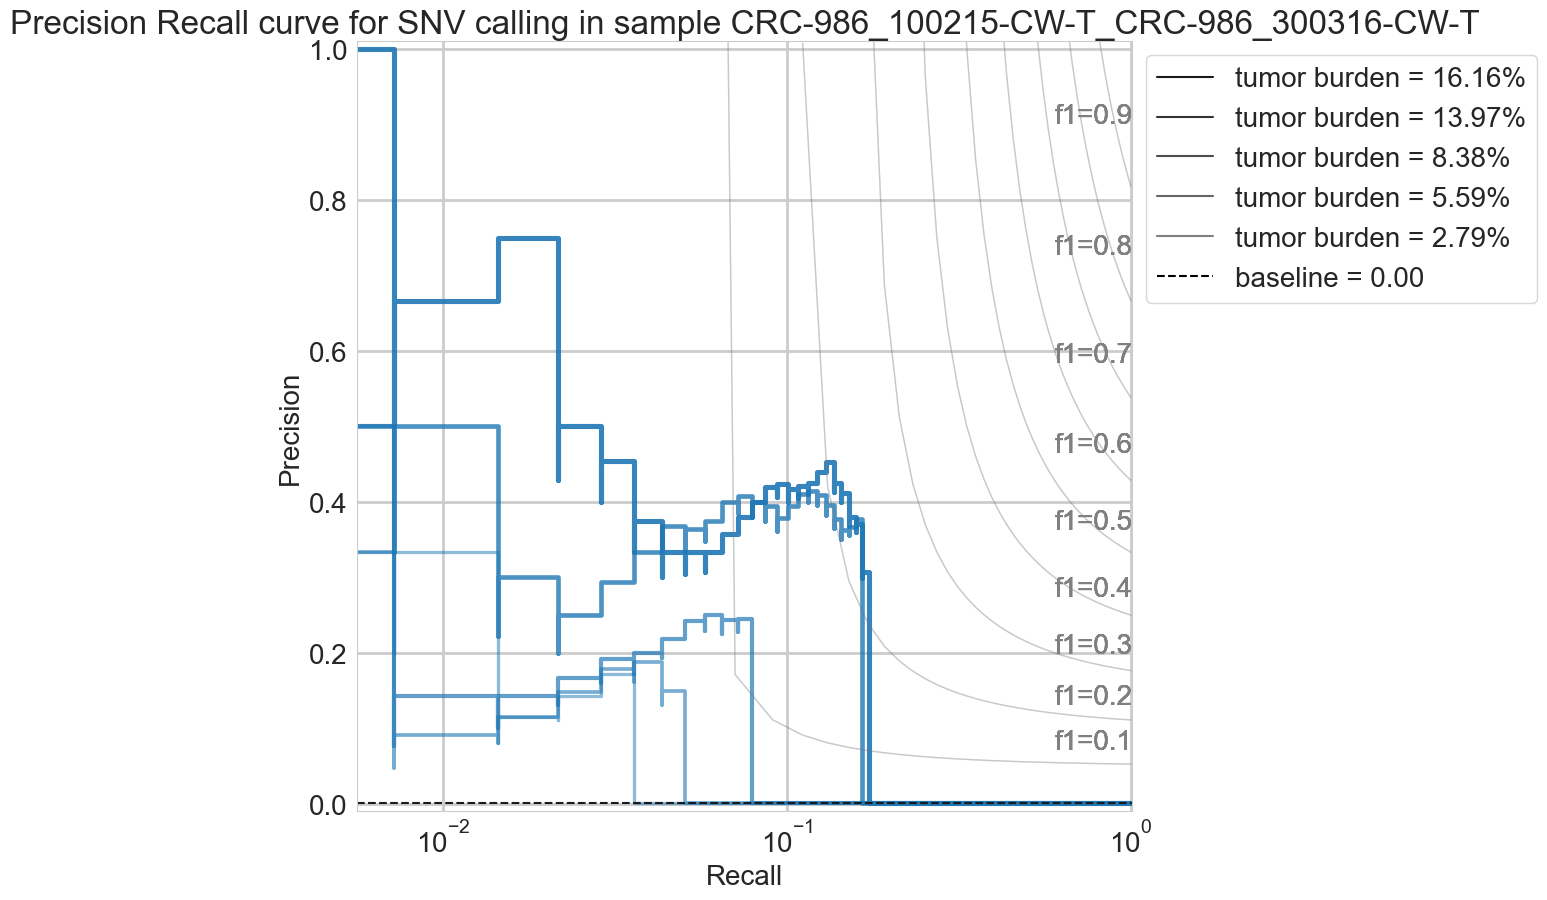 Precision Recall curve for SNV calling in sample CRC-986_100215-CW-T_CRC-986_300316-CW-T
1.0
0.8
0.6
0.4
0.2
0.0
Precision
f1=0.9
f1=0.8
f1=0.7
f1=0.6
f1=0.5
f1=0.4
f1=0.3
f1=0.2
f1=0.1
10⁻²
10⁻¹
10⁰
Recall
tumor burden = 16.16%
tumor burden = 13.97%
tumor burden = 8.38%
tumor burden = 5.59%
tumor burden = 2.79%
baseline = 0.00